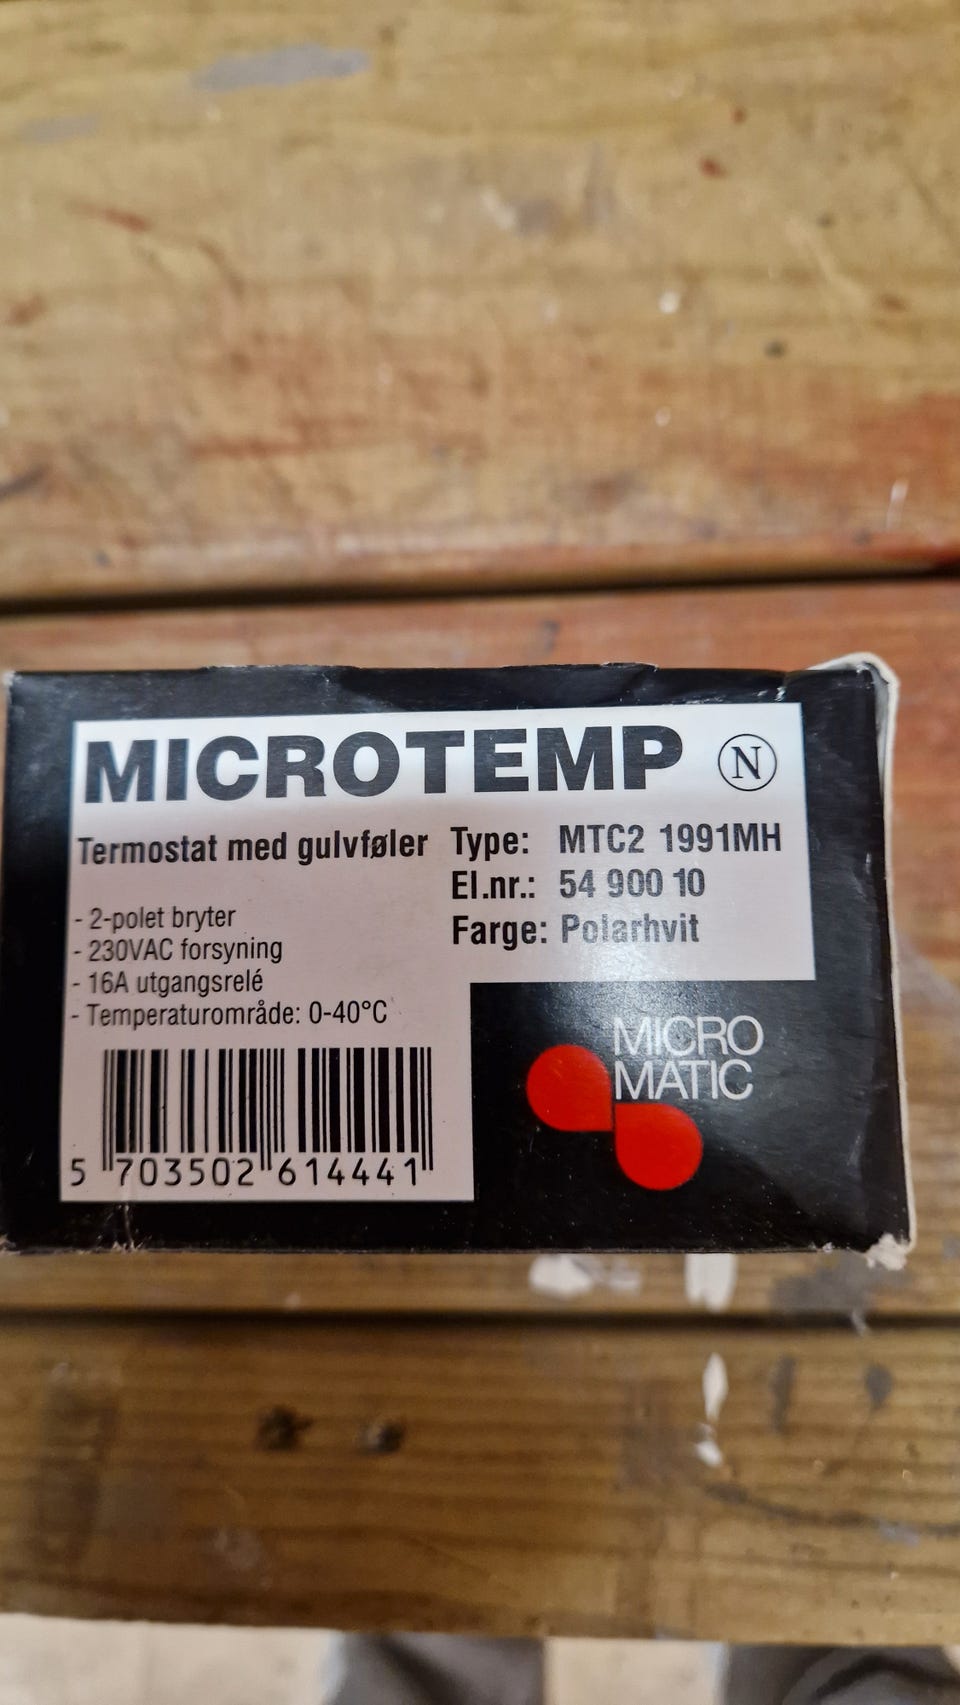 MICROTEMP N
Termostat med gulvføler
- 2-polet bryter
- 230VAC forsyning
- 16A utgangsrelé
- Temperaturområde: 0-40°C
Type: MTC2 1991MH
El.nr.: 54 900 10
Farge: Polarhvit
5 703502 614441
MICRO
MATIC